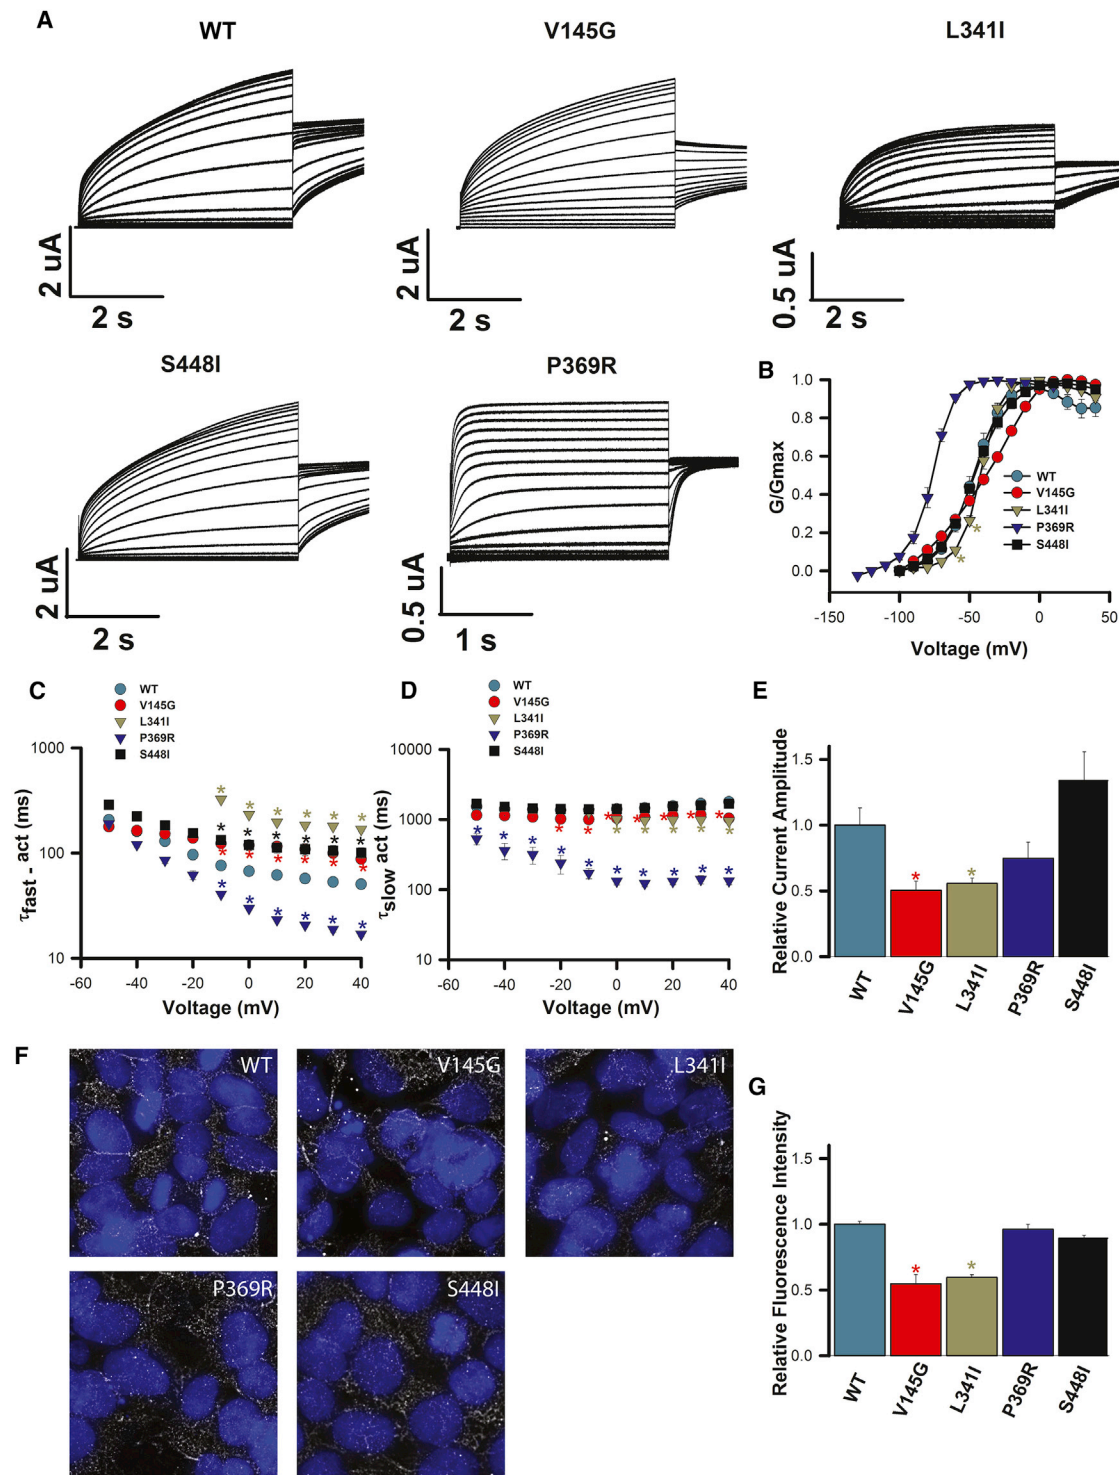 A
WT
V145G
L341I
2 uA
2 s
2 uA
2 s
0.5 uA
2 s
S448I
P369R
2 uA
2 s
0.5 uA
1 s
B
G/Gmax
1.0
0.8
0.6
0.4
0.2
0.0
WT
V145G
L341I
P369R
S448I
*
*
-150 -100 -50 0 50
Voltage (mV)
C
WT
V145G
L341I
P369R
S448I
τfast - act (ms)
1000
100
10
-60 -40 -20 0 20 40
Voltage (mV)
D
WT
V145G
L341I
P369R
S448I
τslow act (ms)
10000
1000
100
10
-60 -40 -20 0 20 40
Voltage (mV)
E
Relative Current Amplitude
1.5
1.0
0.5
0.0
*
*
WT V145G L341I P369R S448I
F
WT
V145G
L341I
P369R
S448I
G
Relative Fluorescence Intensity
1.5
1.0
0.5
0.0
*
*
WT V145G L341I P369R S448I